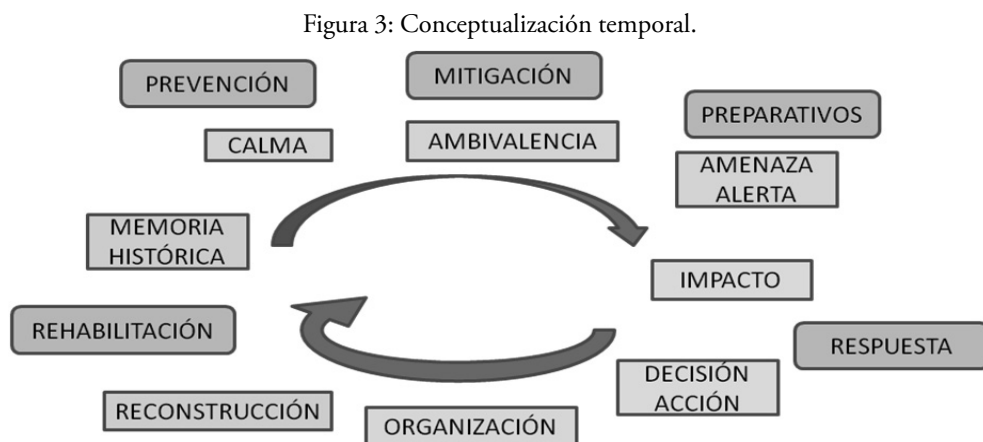 Figura 3: Conceptualización temporal.
PREVENCIÓN
MITIGACIÓN
PREPARATIVOS
CALMA
AMBIVALENCIA
AMENAZA
ALERTA
MEMORIA
HISTÓRICA
IMPACTO
REHABILITACIÓN
RESPUESTA
DECISIÓN
ACCIÓN
RECONSTRUCCIÓN
ORGANIZACIÓN